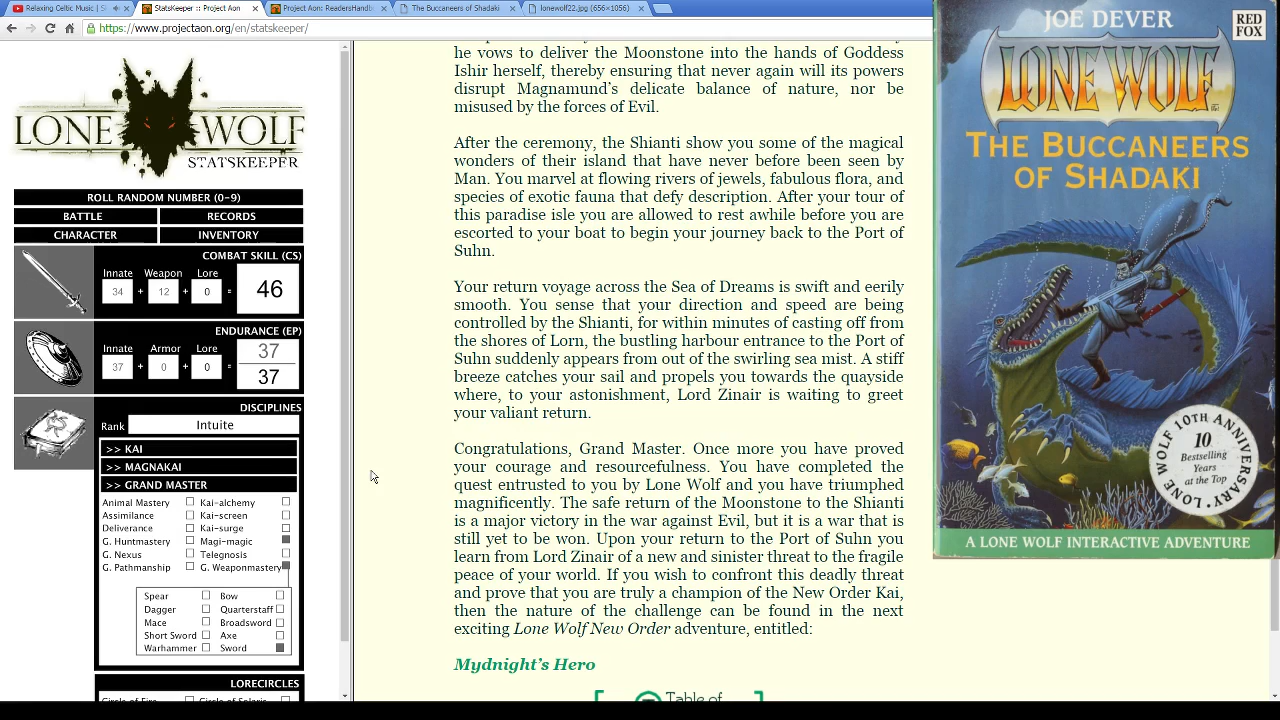 Relaxing Celtic Music | S
StatsKeeper :: Project Aon
Project Aon: ReadersHandb
The Buccaneers of Shadaki
lonewolf22.jpg (656×1056)
https://www.projectaon.org/en/statskeeper/
LONE WOLF
STATSKEEPER
ROLL RANDOM NUMBER (0-9)
BATTLE RECORDS
CHARACTER INVENTORY
COMBAT SKILL (CS)
Innate Weapon Lore
34 + 12 + 0 = 46
ENDURANCE (EP)
Innate Armor Lore
37
37 + 0 + 0 =
37
DISCIPLINES
Rank Intuite
>> KAI
>> MAGNAKAI
>> GRAND MASTER
Animal Mastery Kai-alchemy
Assimilance Kai-screen
Deliverance Kai-surge
G. Huntmastery Magi-magic
G. Nexus Telegnosis
G. Pathmanship G. Weaponmastery
Spear Bow
Dagger Quarterstaff
Mace Broadsword
Short Sword Axe
Warhammer Sword
LORECIRCLES
Circle of Fire Circle of Solaris
he vows to deliver the Moonstone into the hands of Goddess
Ishir herself, thereby ensuring that never again will its powers
disrupt Magnamund's delicate balance of nature, nor be
misused by the forces of Evil.
After the ceremony, the Shianti show you some of the magical
wonders of their island that have never before been seen by
Man. You marvel at flowing rivers of jewels, fabulous flora, and
species of exotic fauna that defy description. After your tour of
this paradise isle you are allowed to rest awhile before you are
escorted to your boat to begin your journey back to the Port of
Suhn.
Your return voyage across the Sea of Dreams is swift and eerily
smooth. You sense that your direction and speed are being
controlled by the Shianti, for within minutes of casting off from
the shores of Lorn, the bustling harbour entrance to the Port of
Suhn suddenly appears from out of the swirling sea mist. A stiff
breeze catches your sail and propels you towards the quayside
where, to your astonishment, Lord Zinair is waiting to greet
your valiant return.
Congratulations, Grand Master. Once more you have proved
your courage and resourcefulness. You have completed the
quest entrusted to you by Lone Wolf and you have triumphed
magnificently. The safe return of the Moonstone to the Shianti
is a major victory in the war against Evil, but it is a war that is
still yet to be won. Upon your return to the Port of Suhn you
learn from Lord Zinair of a new and sinister threat to the fragile
peace of your world. If you wish to confront this deadly threat
and prove that you are truly a champion of the New Order Kai,
then the nature of the challenge can be found in the next
exciting Lone Wolf New Order adventure, entitled:
Mydnight's Hero
Table of
JOE DEVER
RED
FOX
LONE WOLF
THE BUCCANEERS
OF SHADAKI
LONE WOLF 10TH ANNIVERSARY
10
Bestselling
Years
at the Top
A LONE WOLF INTERACTIVE ADVENTURE